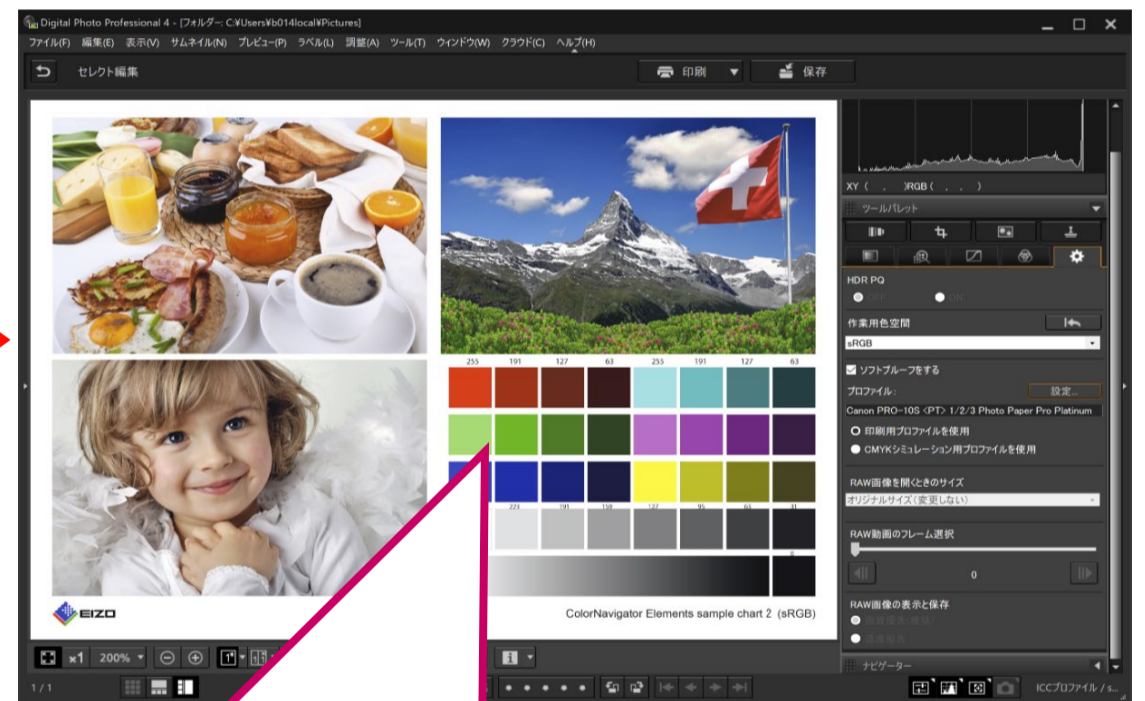 Digital Photo Professional 4 - [フォルダー: C:¥Users¥b014local¥Pictures]
ファイル(F) 編集(E) 表示(V) サムネイル(N) プレビュー(P) ラベル(L) 調整(A) ツール(T) ウィンドウ(W) クラウド(C) ヘルプ(H)
セレクト編集
印刷
保存
XY ( , )RGB ( , , )
ツールパレット
HDR PQ
OFF ON
作業用色空間
sRGB
ソフトプルーフをする
プロファイル: 設定...
Canon PRO-10S <PT> 1/2/3 Photo Paper Pro Platinum
印刷用プロファイルを使用
CMYKシミュレーション用プロファイルを使用
RAW画像を開くときのサイズ
オリジナルサイズ(変更しない)
RAW動画のフレーム選択
0
RAW画像の表示と保存
ナビゲーター
255 191 127 63 255 191 127 63
223 191 159 127 95 63 31
0
EIZO
ColorNavigator Elements sample chart 2 (sRGB)
x1 200%
1 / 1
ICCプロファイル / s...